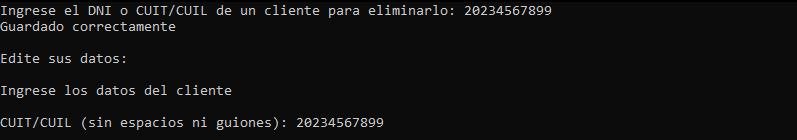 Ingrese el DNI o CUIT/CUIL de un cliente para eliminarlo: 20234567899
Guardado correctamente
Edite sus datos:
Ingrese los datos del cliente
CUIT/CUIL (sin espacios ni guiones): 20234567899